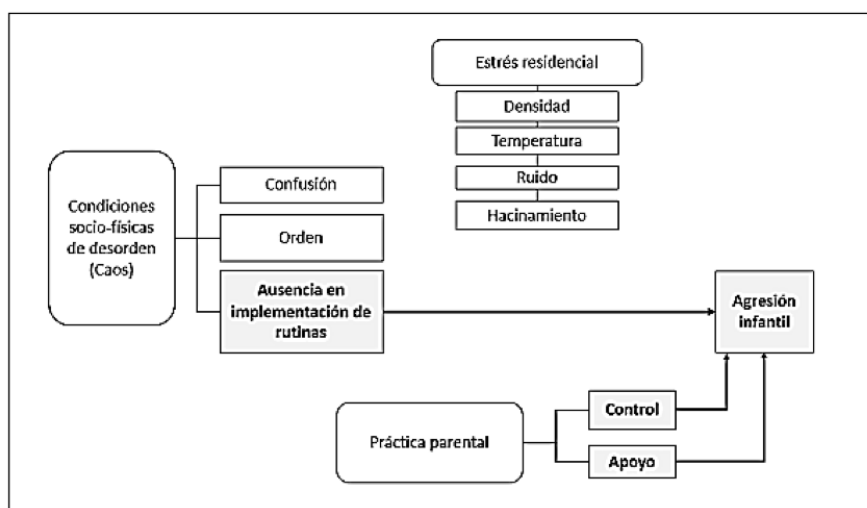 Estrés residencial
Densidad
Temperatura
Ruido
Hacinamiento
Condiciones
socio-físicas
de desorden
(Caos)
Confusión
Orden
Ausencia en
implementación de
rutinas
Agresión
infantil
Práctica parental
Control
Apoyo